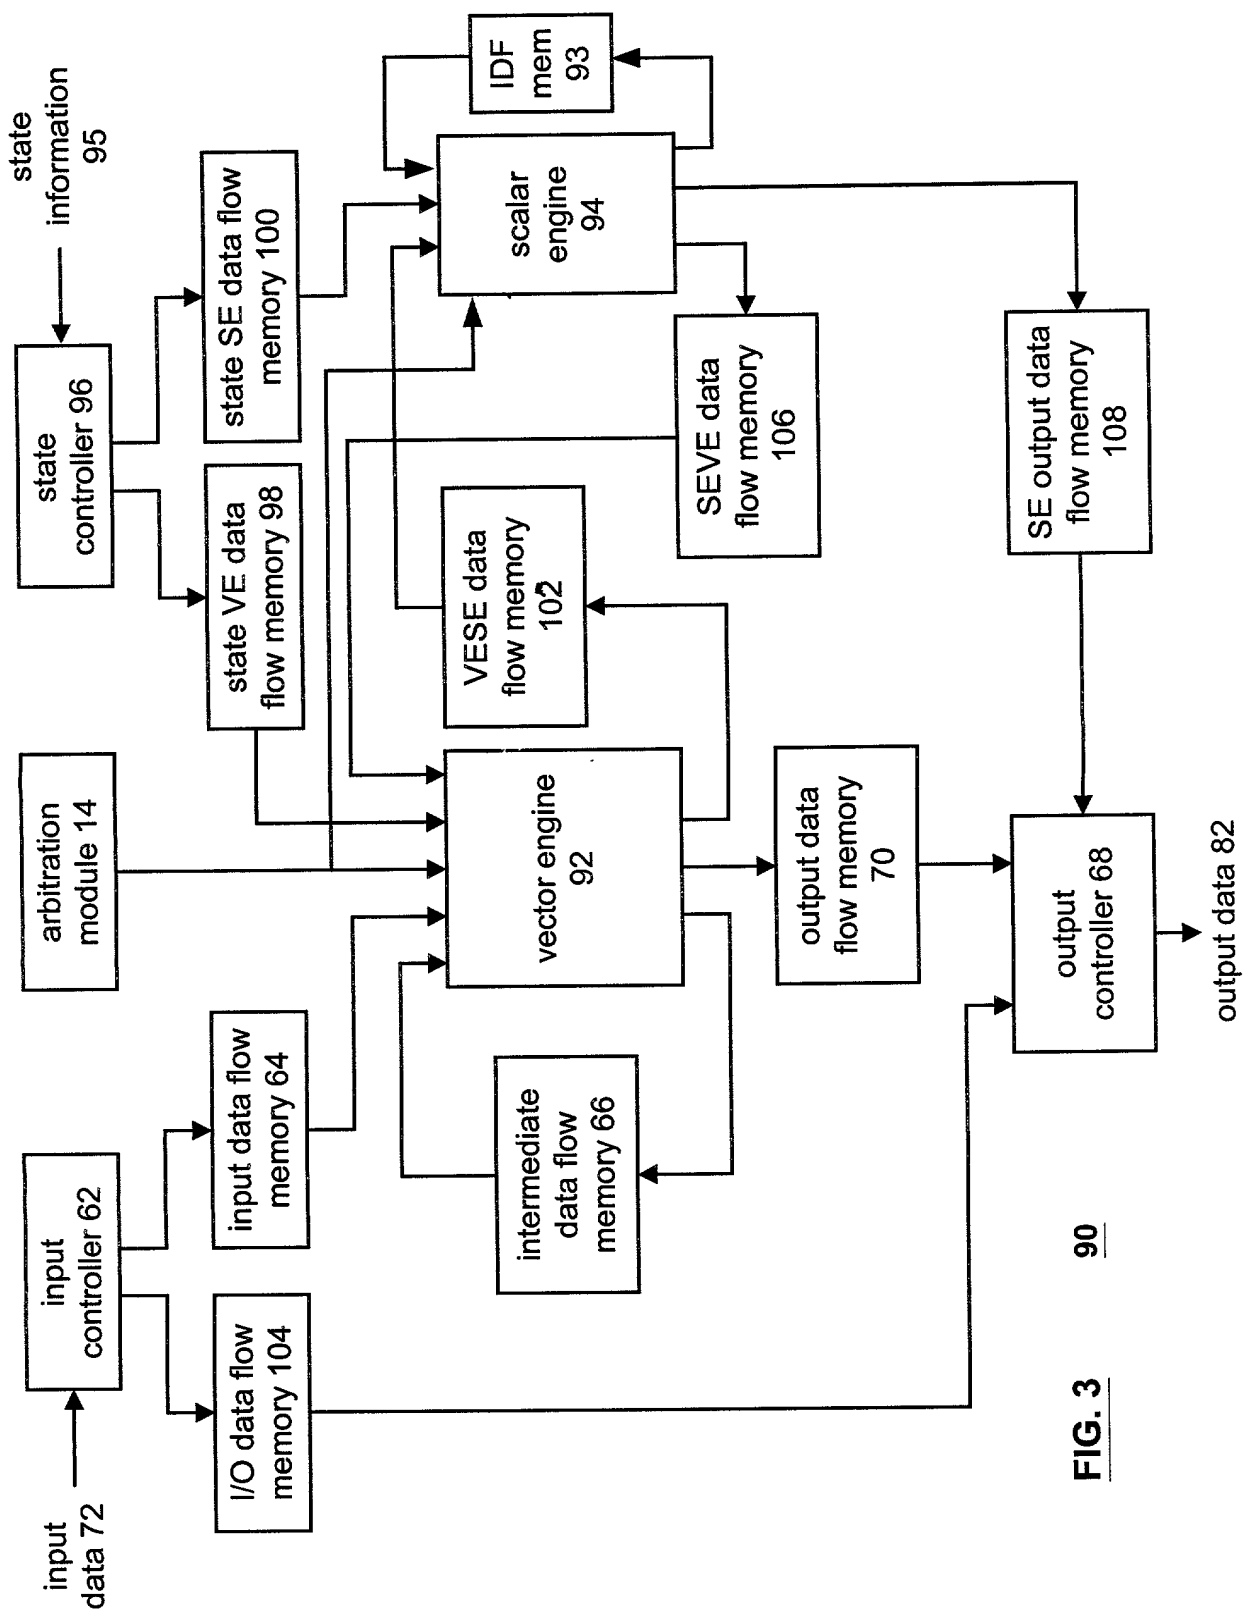 input
data 72
input
controller 62
arbitration
module 14
state
controller 96
state
information
95
I/O data flow
memory 104
input data flow
memory 64
state VE data
flow memory 98
state SE data flow
memory 100
intermediate
data flow
memory 66
vector engine
92
VESE data
flow memory
102
scalar
engine
94
IDF
mem
93
output data
flow memory
70
SEVE data
flow memory
106
output
controller 68
SE output data
flow memory
108
output data 82
FIG. 3
90